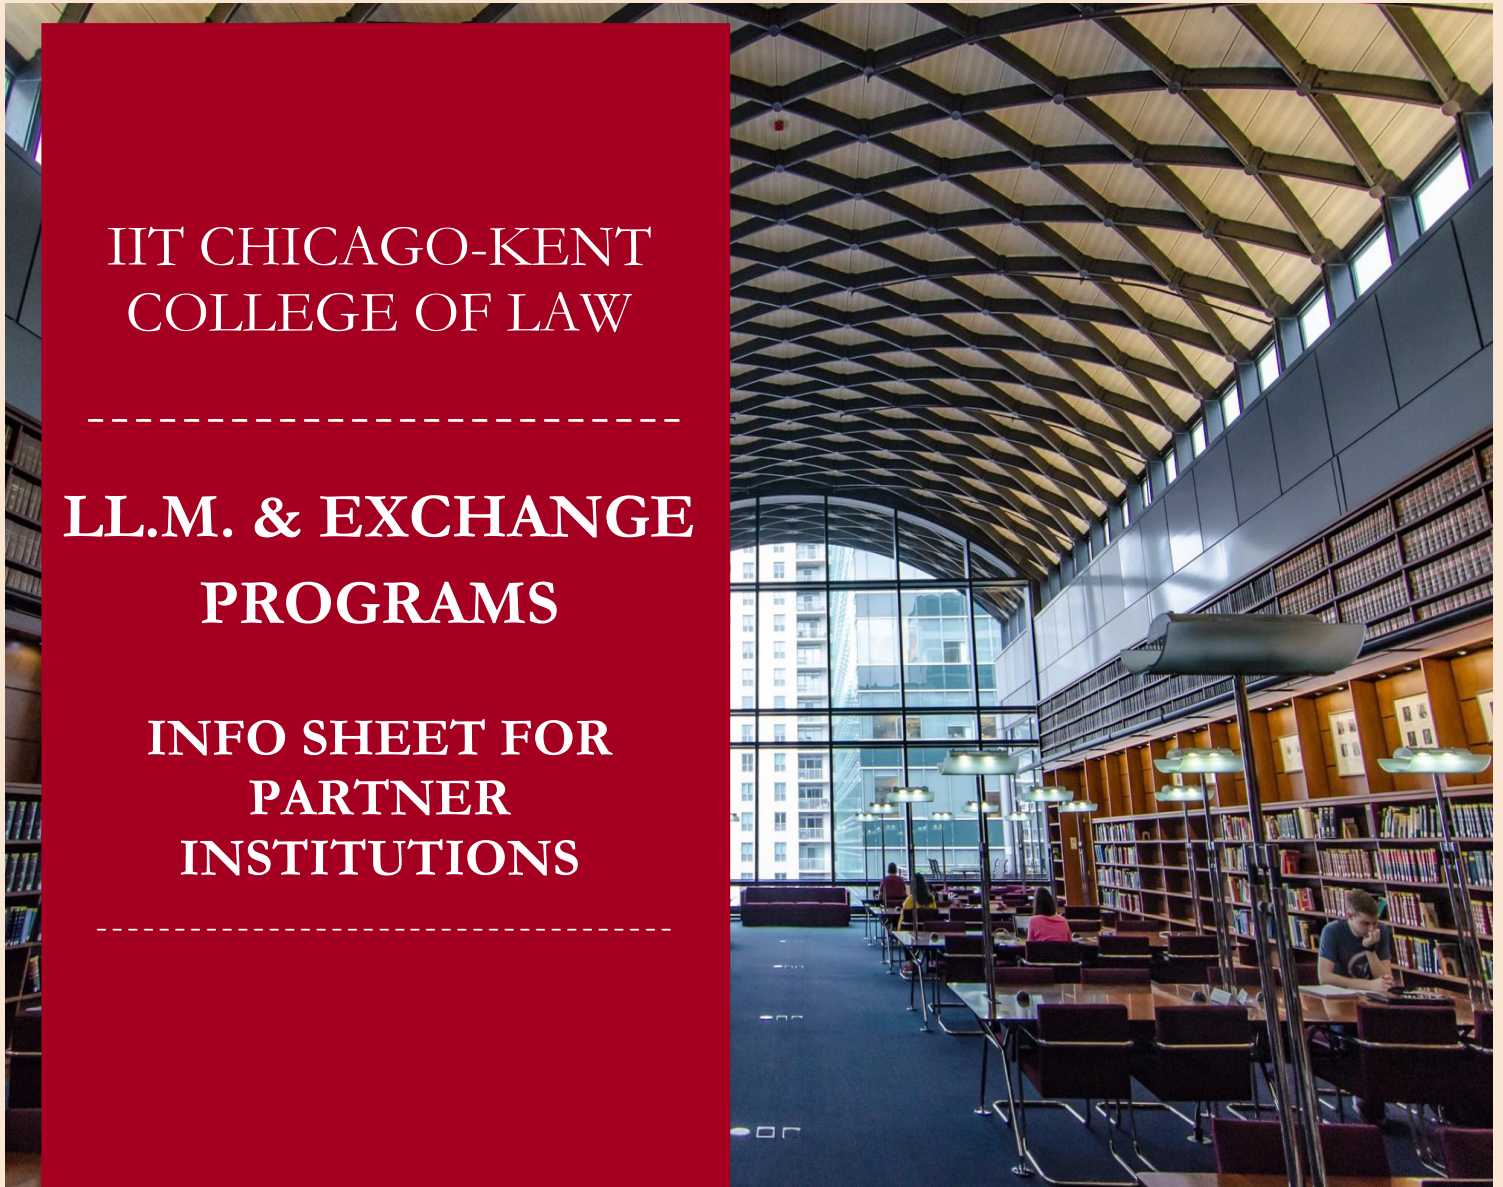 IIT CHICAGO-KENT
COLLEGE OF LAW
LL.M. & EXCHANGE
PROGRAMS
INFO SHEET FOR
PARTNER
INSTITUTIONS